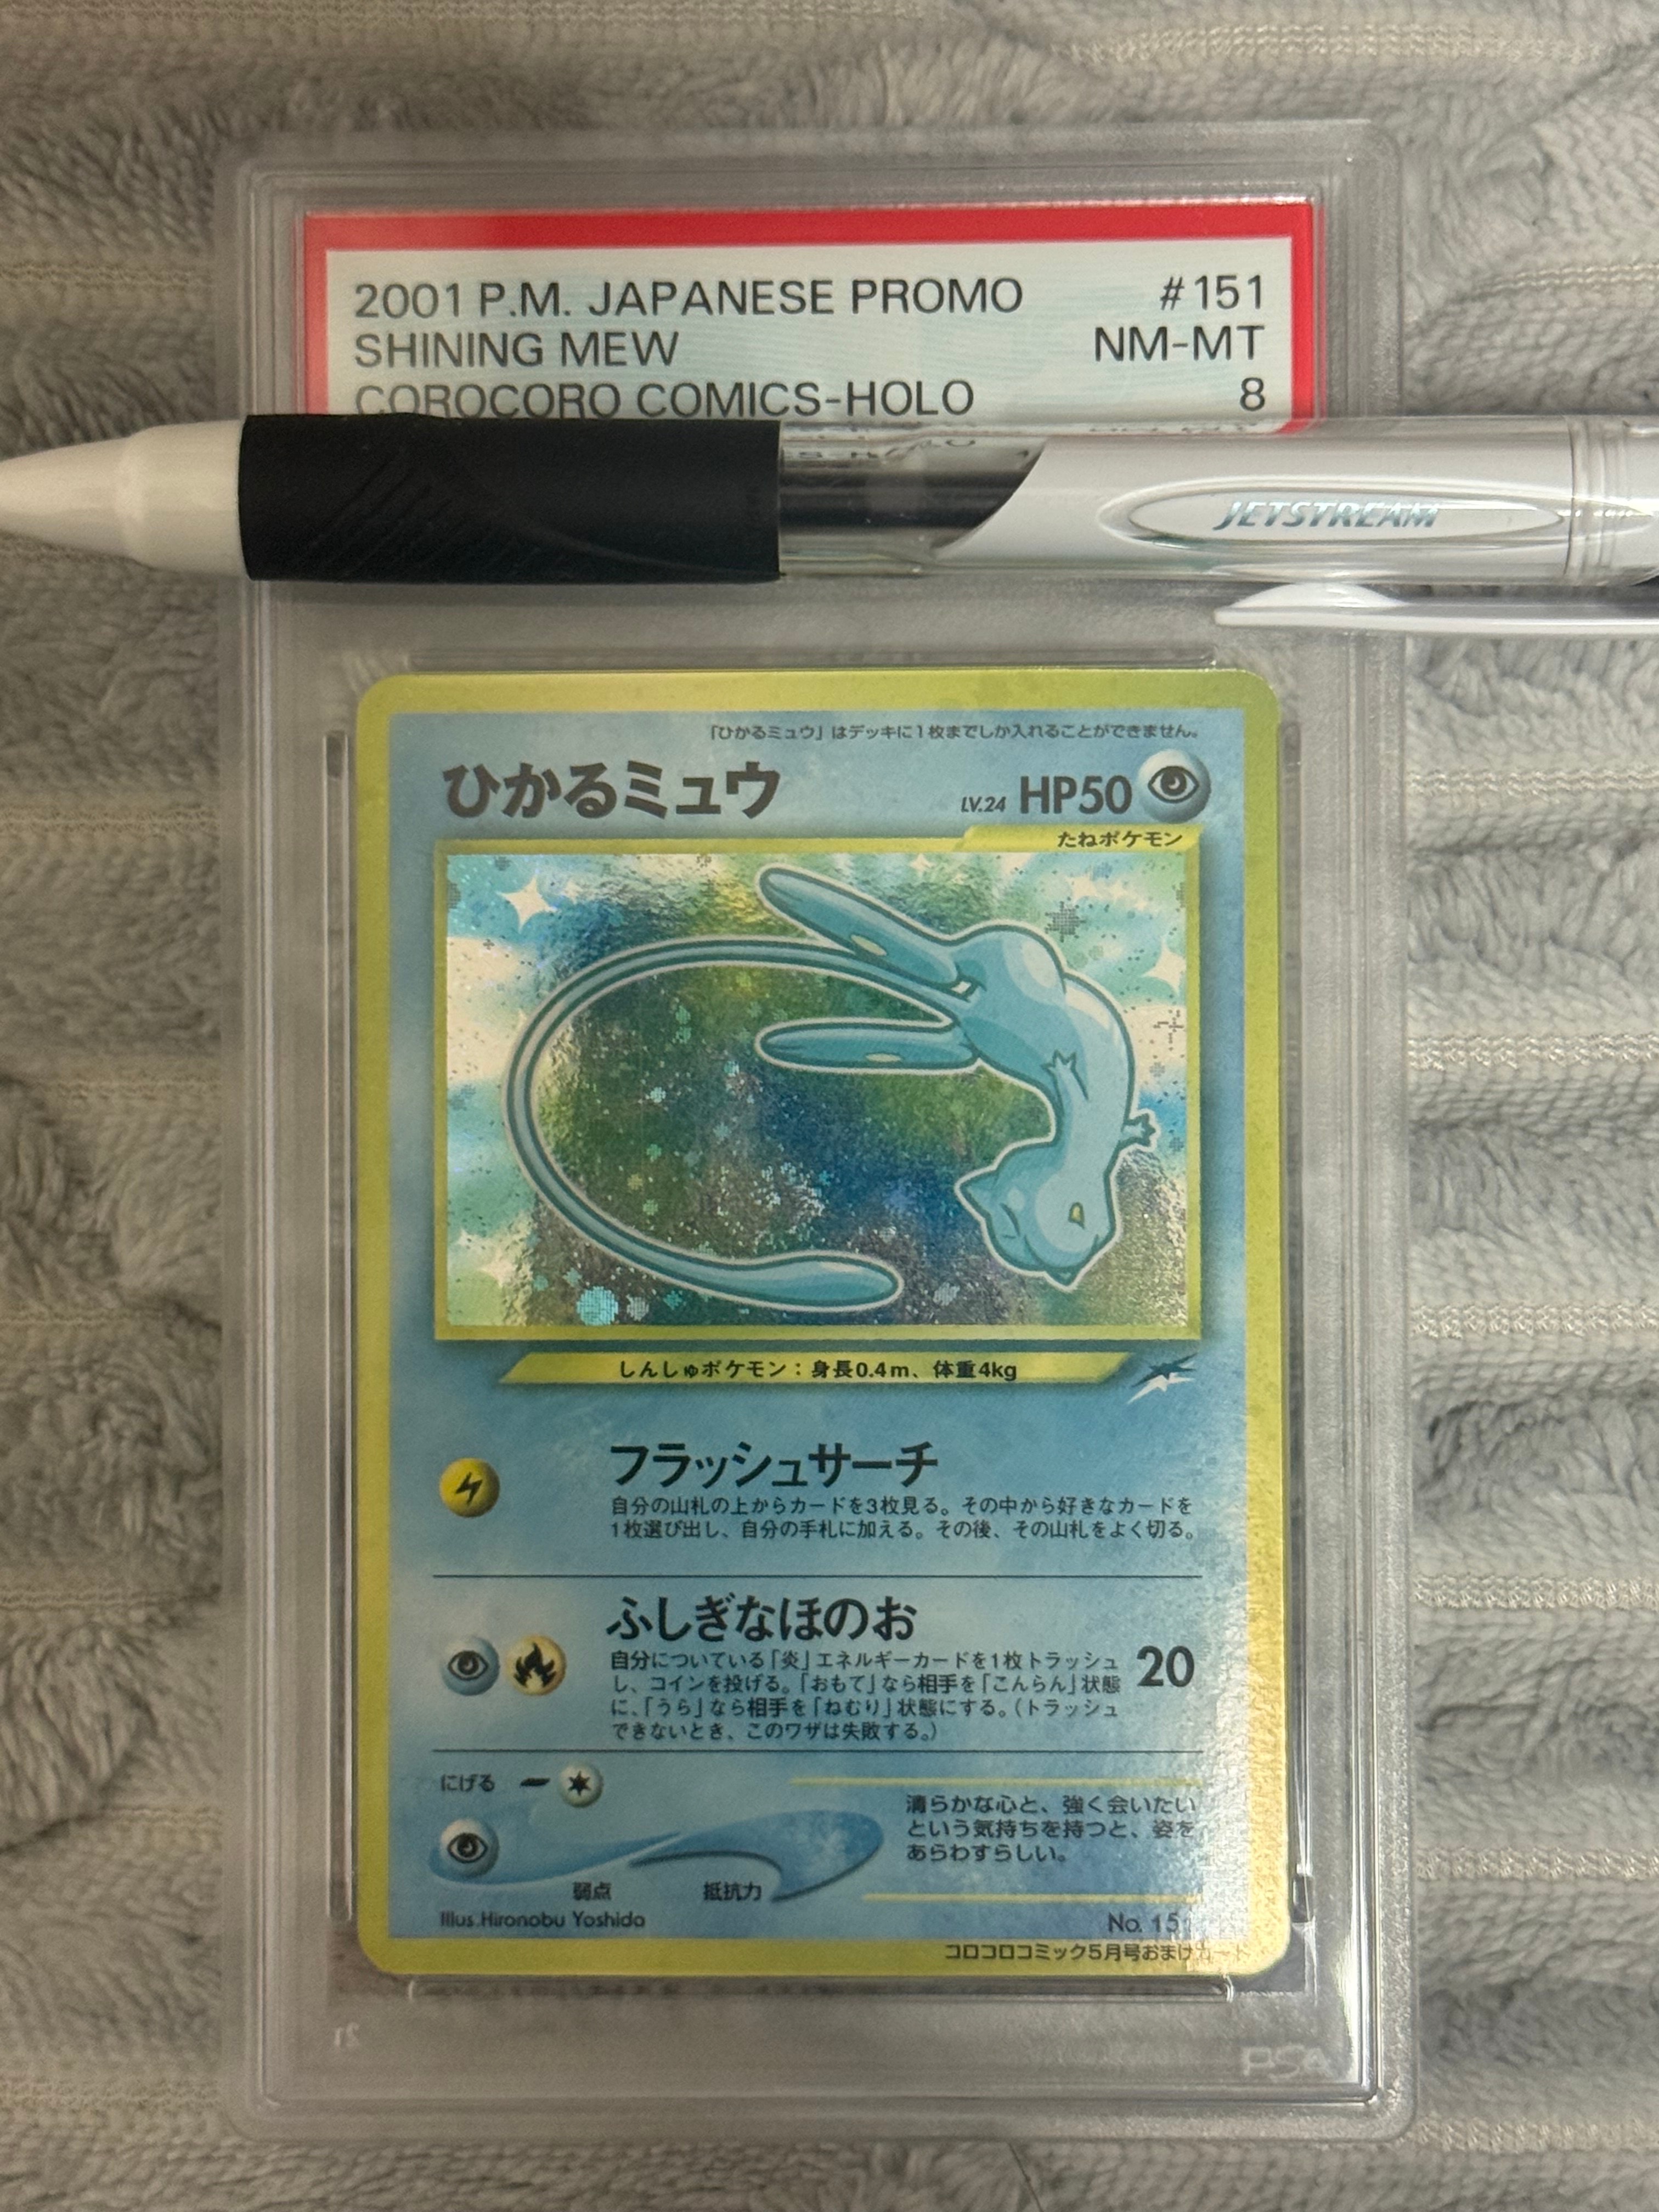 2001 P.M. JAPANESE PROMO #151
SHINING MEW NM-MT
COROCORO COMICS-HOLO 8
JETSTREAM
「ひかるミュウ」はデッキに1枚までしか入れることができません。
ひかるミュウ LV.24 HP50
たねポケモン
しんしゅポケモン：身長0.4m、体重4kg
フラッシュサーチ
自分の山札の上からカードを3枚見る。その中から好きなカードを
1枚選び出し、自分の手札に加える。その後、その山札をよく切る。
ふしぎなほのお 20
自分についている「炎」エネルギーカードを1枚トラッシュ
し、コインを投げる。「おもて」なら相手を「こんらん」状態
に、「うら」なら相手を「ねむり」状態にする。（トラッシュ
できないとき、このワザは失敗する。）
にげる
清らかな心と、強く会いたい
という気持ちを持つと、姿を
あらわすらしい。
弱点 抵抗力
Illus.Hironobu Yoshida No. 151
コロコロコミック5月号おまけカード
PSA